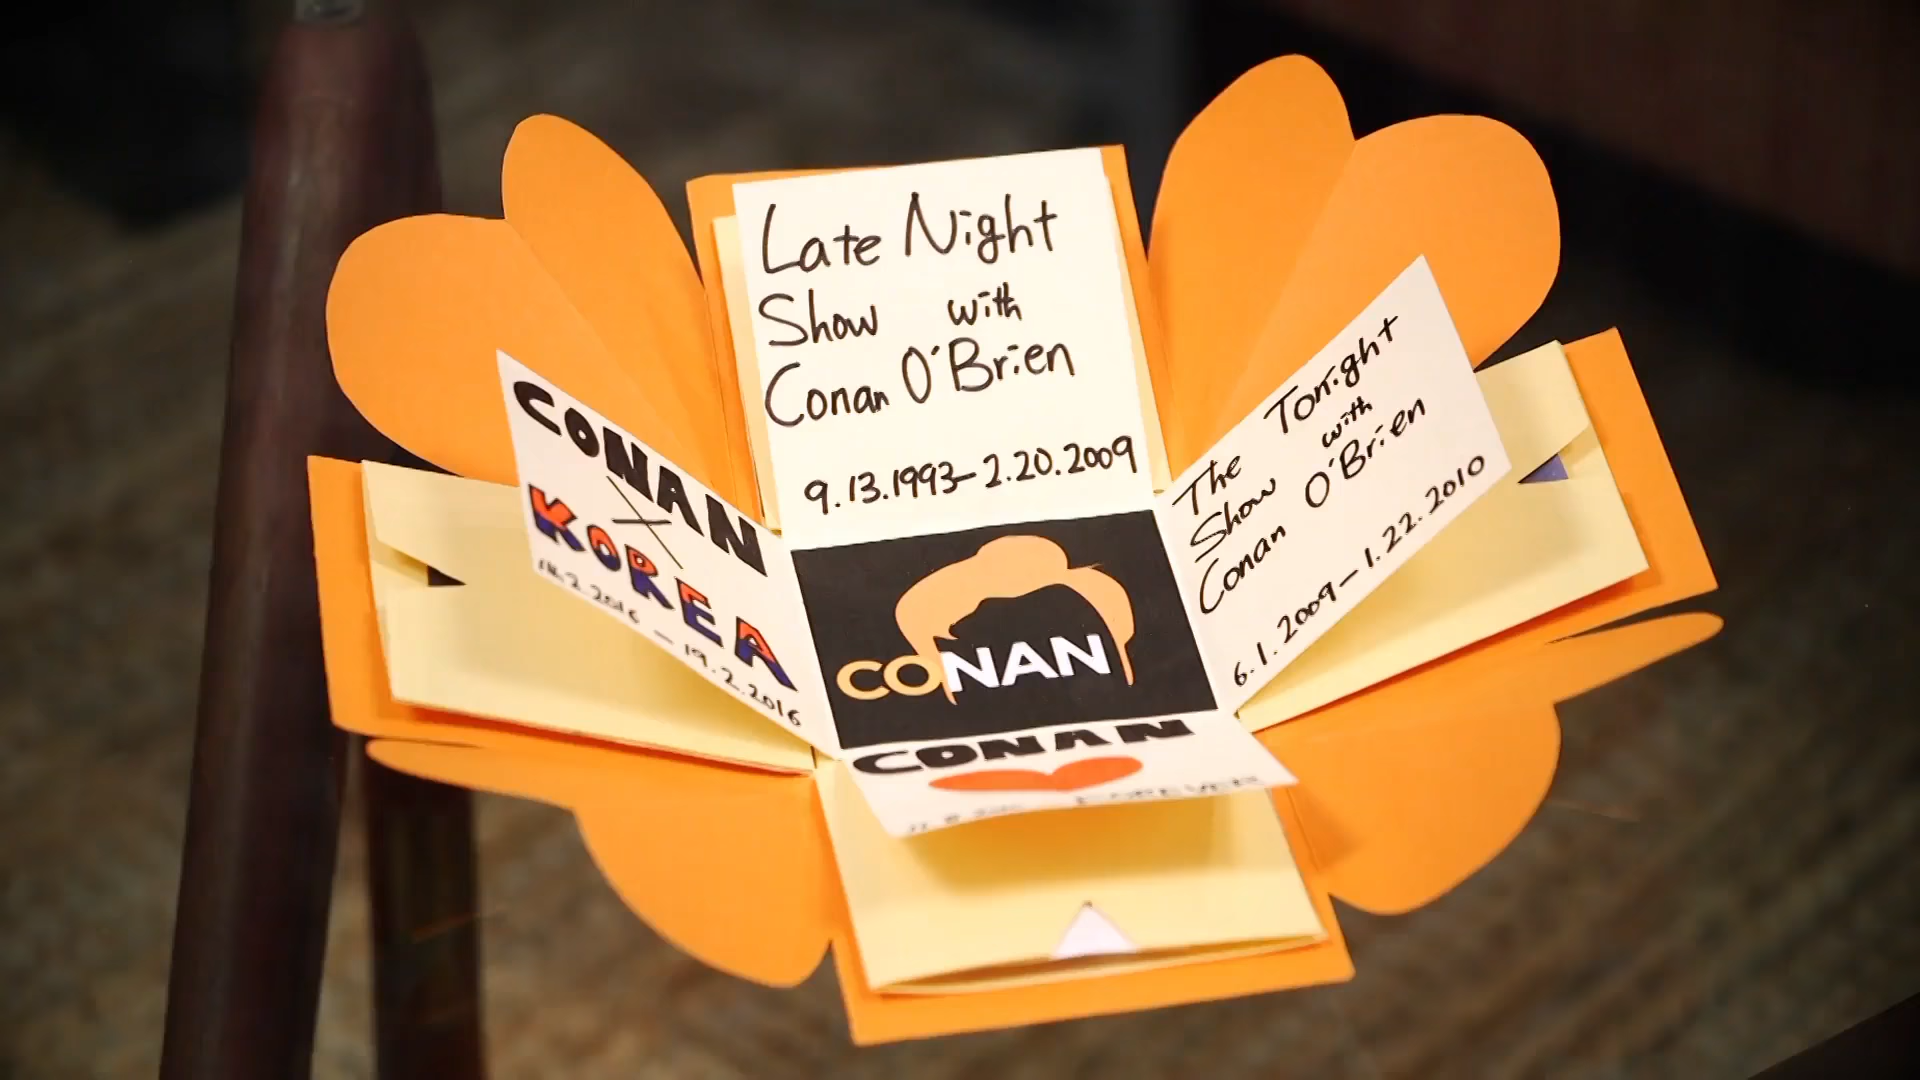 Late Night
Show with
Conan O'Brien
9.13.1993-2.20.2009
CONAN
X
KOREA
14.2.2016 - 19.2.2016
The Tonight
Show with
Conan O'Brien
6.1.2009-1.22.2010
CONAN
CONAN